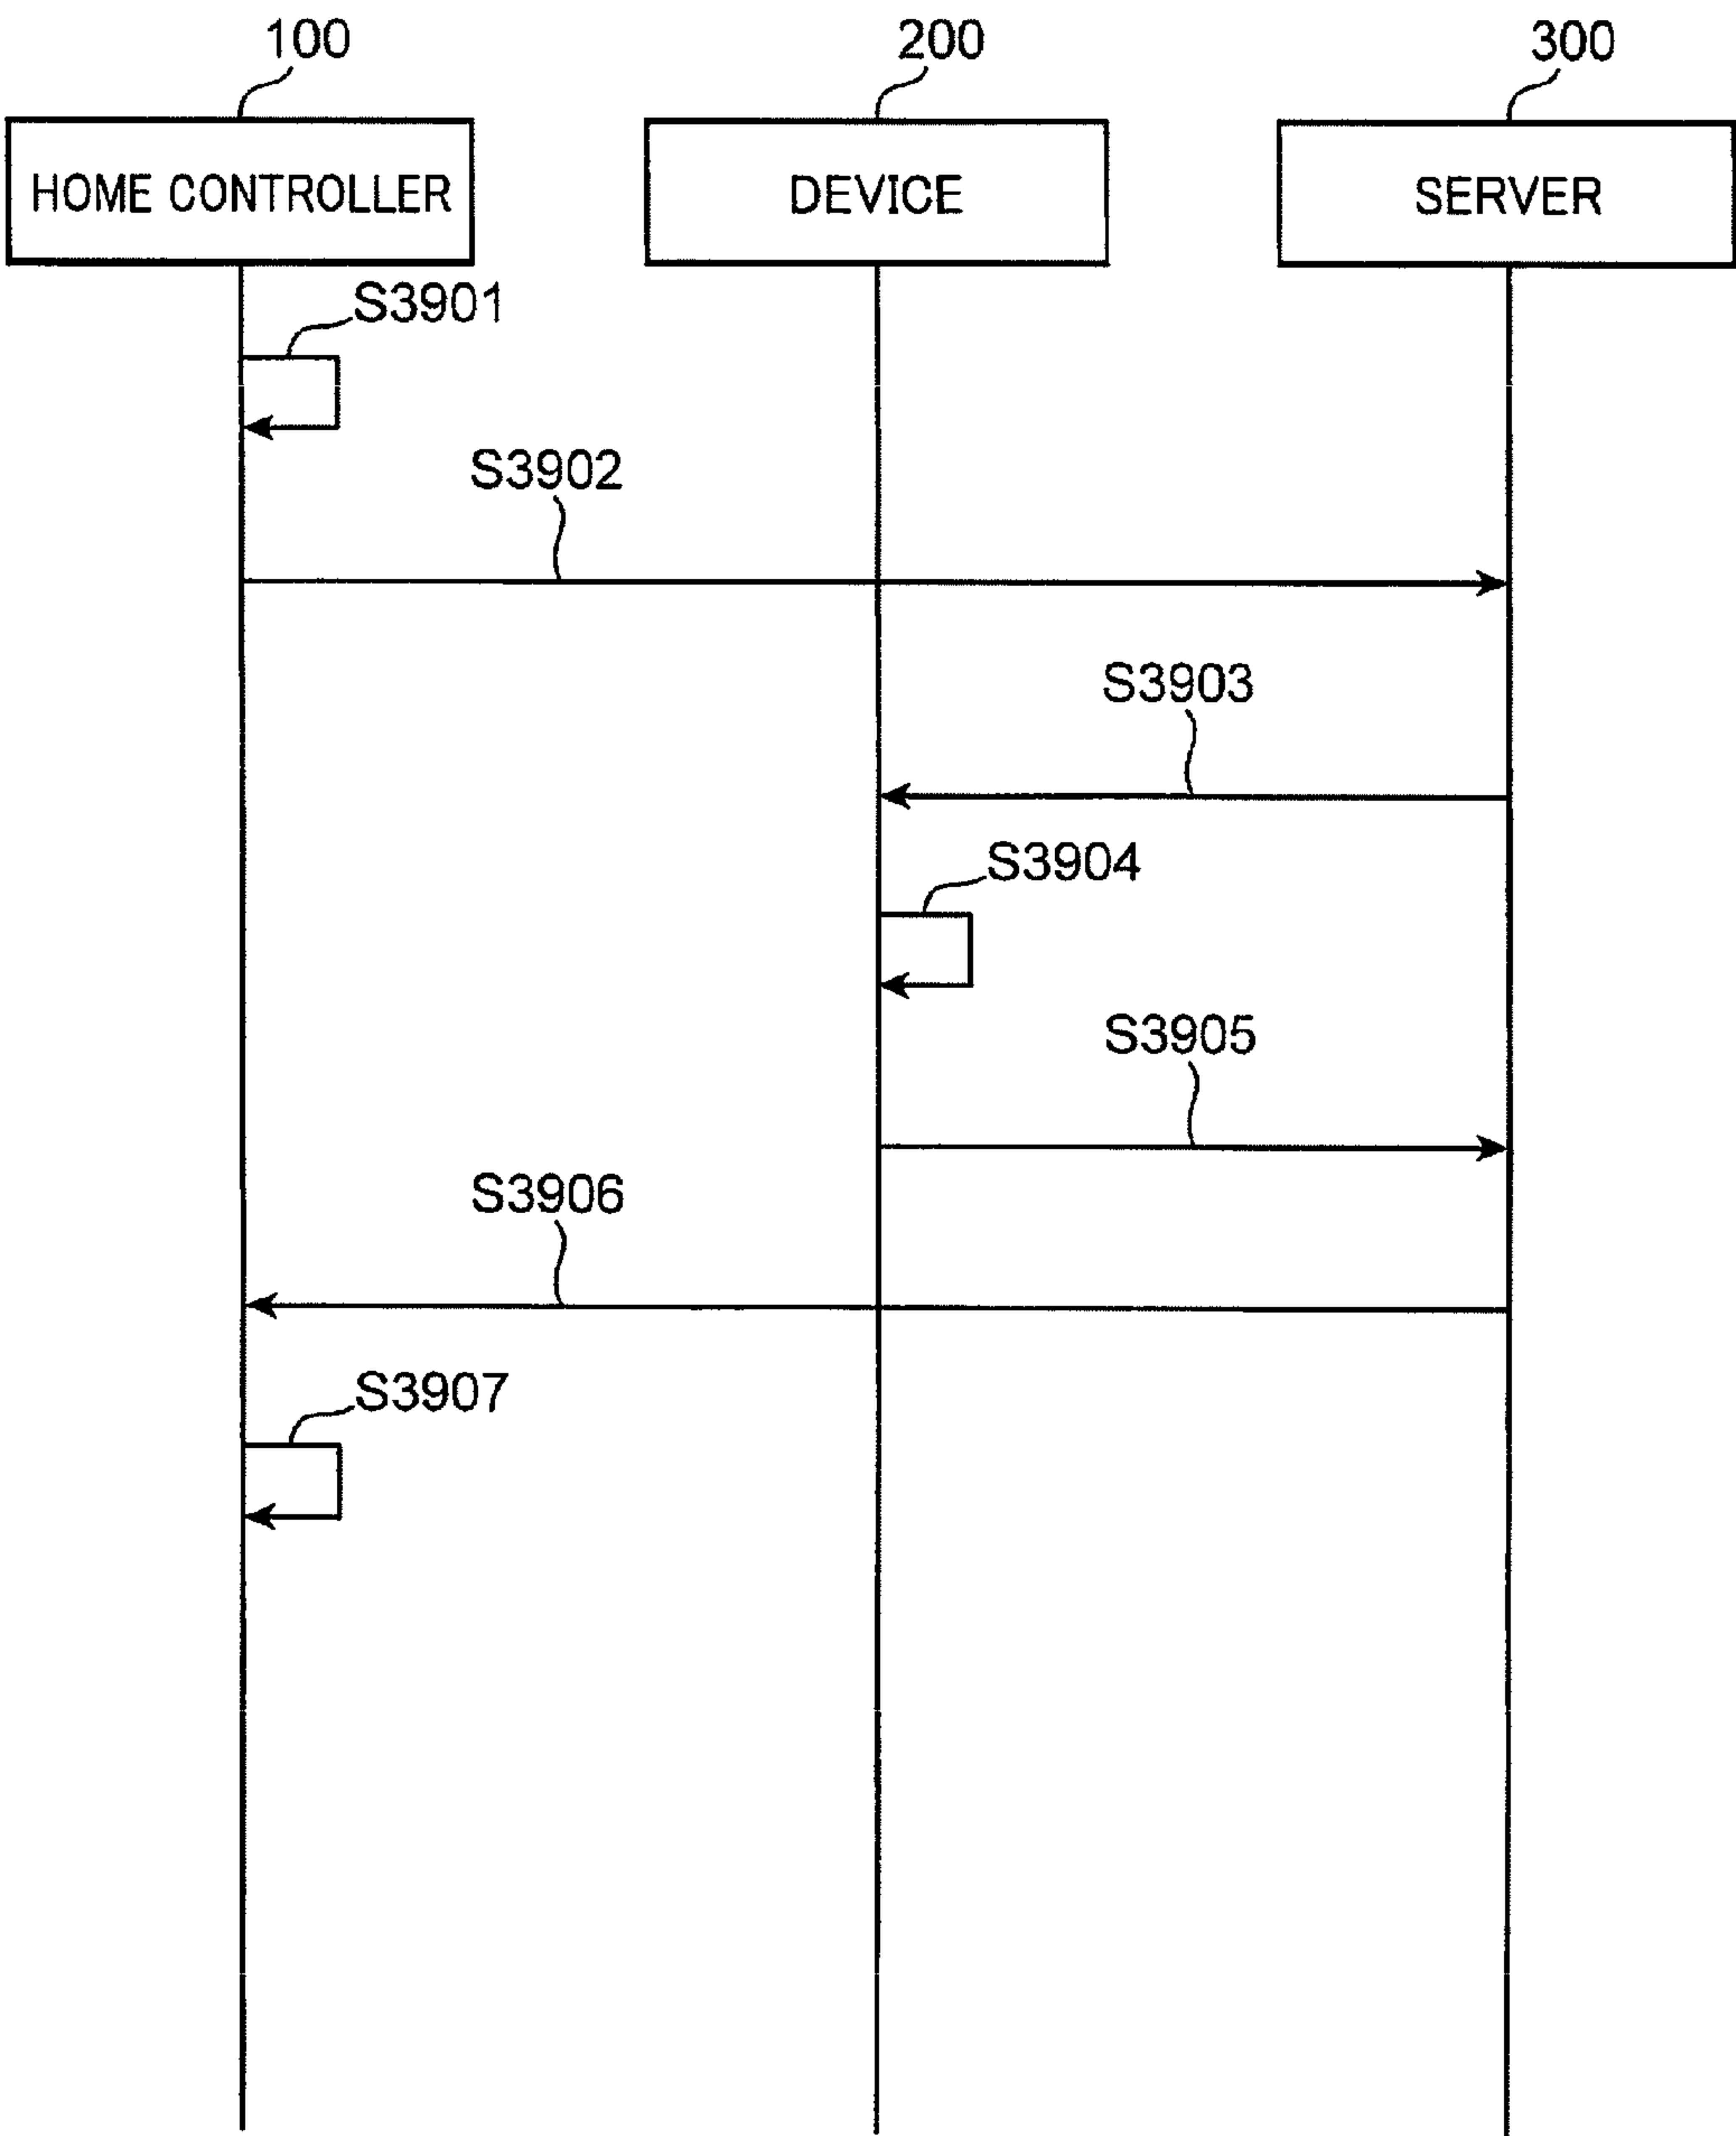 100
200
300
HOME CONTROLLER
DEVICE
SERVER
S3901
S3902
S3903
S3904
S3905
S3906
S3907